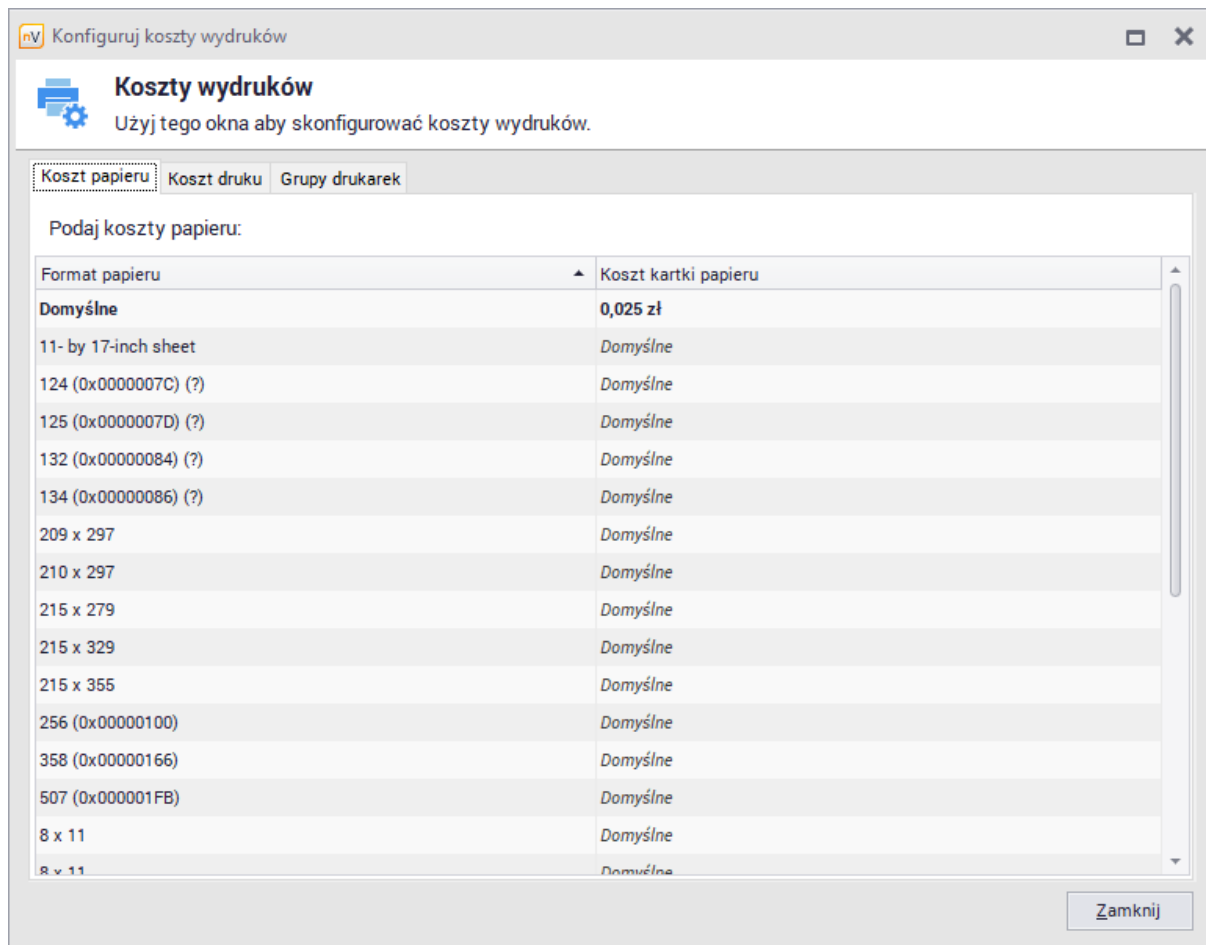 nV Konfiguruj koszty wydruków
Koszty wydruków
Użyj tego okna aby skonfigurować koszty wydruków.
Koszt papieru Koszt druku Grupy drukarek
Podaj koszty papieru:
Format papieru Koszt kartki papieru
Domyślne 0,025 zł
11- by 17-inch sheet Domyślne
124 (0x0000007C) (?) Domyślne
125 (0x0000007D) (?) Domyślne
132 (0x00000084) (?) Domyślne
134 (0x00000086) (?) Domyślne
209 x 297 Domyślne
210 x 297 Domyślne
215 x 279 Domyślne
215 x 329 Domyślne
215 x 355 Domyślne
256 (0x00000100) Domyślne
358 (0x00000166) Domyślne
507 (0x000001FB) Domyślne
8 x 11 Domyślne
8 x 11 Domyślne
Zamknij